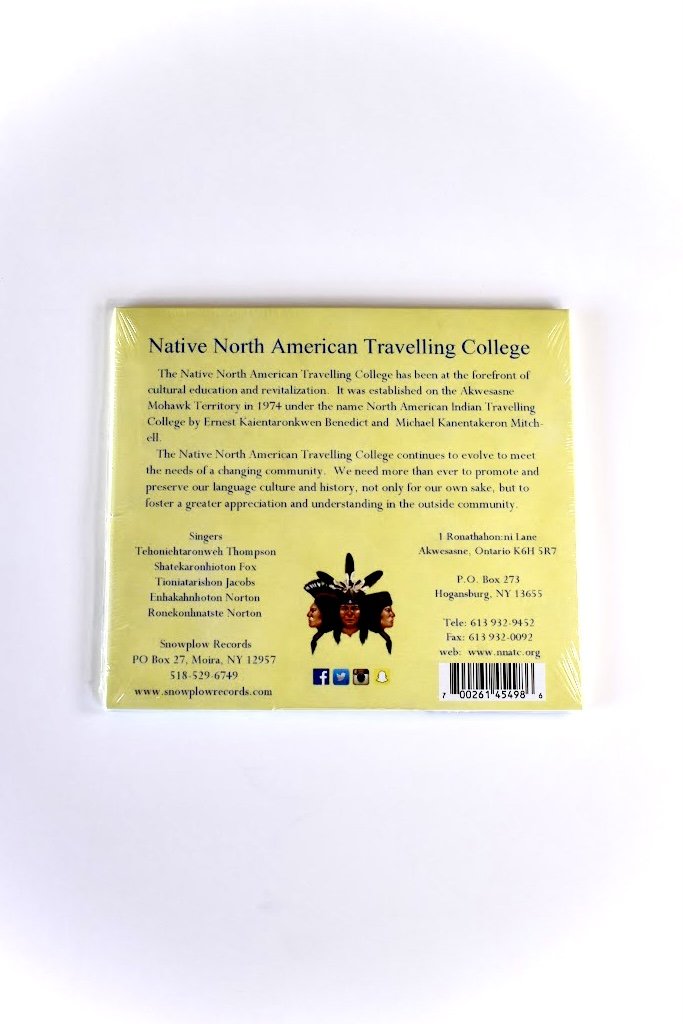 Native North American Travelling College
The Native North American Travelling College has been at the forefront of
cultural education and revitalization. It was established on the Akwesasne
Mohawk Territory in 1974 under the name North American Indian Travelling
College by Ernest Kaientaronkwen Benedict and Michael Kanentakeron Mitch-
ell.
The Native North American Travelling College continues to evolve to meet
the needs of a changing community. We need more than ever to promote and
preserve our language culture and history, not only for our own sake, but to
foster a greater appreciation and understanding in the outside community.
Singers
Tehoniehtaronweh Thompson
Shatekaronhioton Fox
Tioniatarishon Jacobs
Enhakahnhoton Norton
Ronekonhnatste Norton
Snowplow Records
PO Box 27, Moira, NY 12957
518-529-6749
www.snowplowrecords.com
1 Ronathahon:ni Lane
Akwesasne, Ontario K6H 5R7
P.O. Box 273
Hogansburg, NY 13655
Tele: 613 932-9452
Fax: 613 932-0092
web: www.nnatc.org
7 00261 45498 6